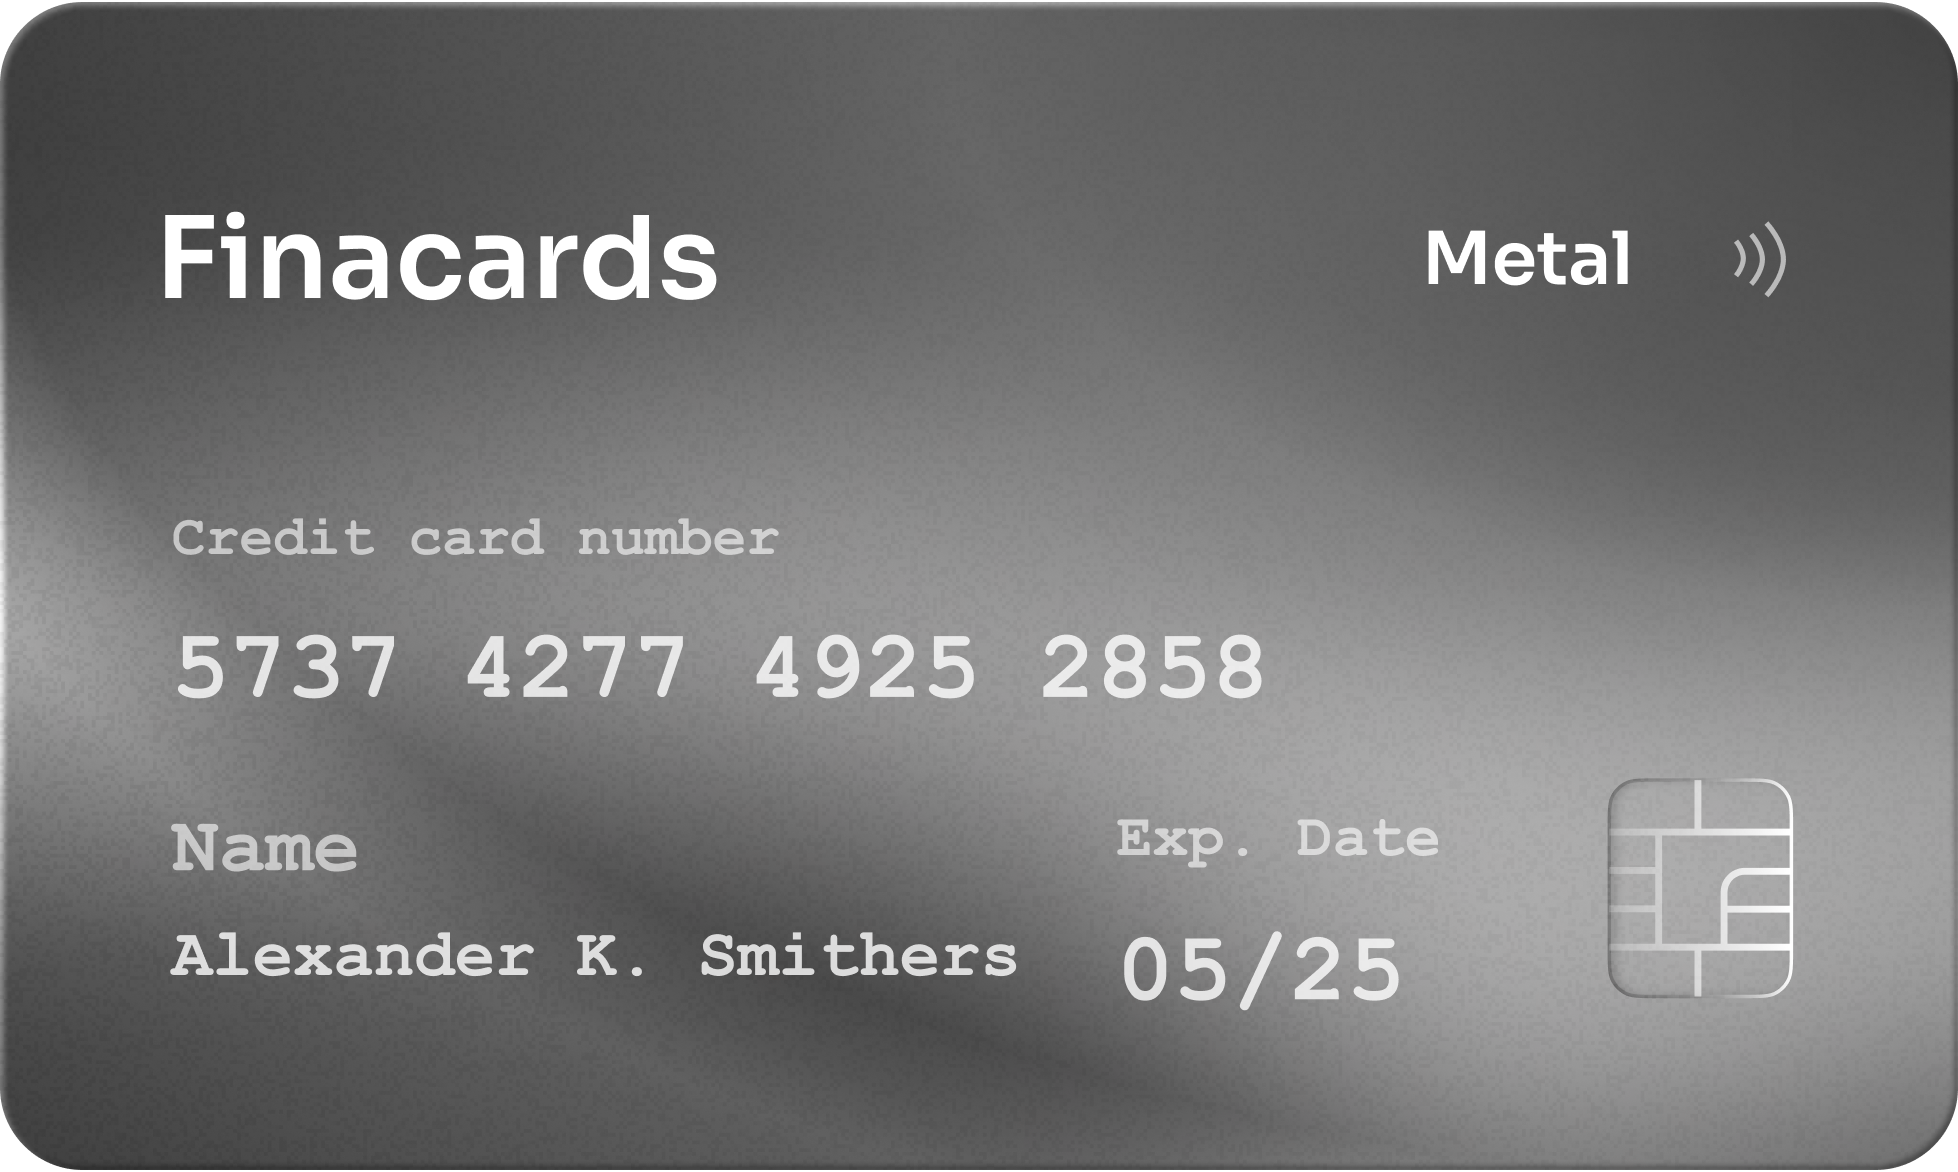 Finacards
Metal
Credit card number
5737 4277 4925 2858
Name
Exp. Date
Alexander K. Smithers
05/25